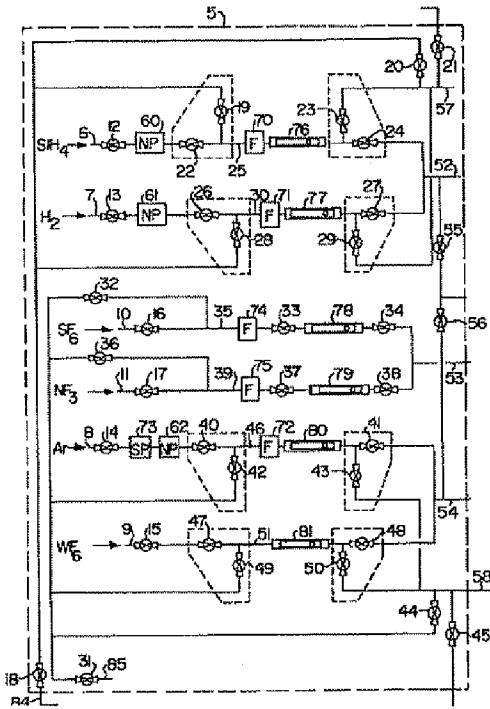 5
20 21
19 70 23 57
SiH4 6 12 60 NP F 76 24
22 25 52
H2 7 13 61 NP 26 30 71 F 77 27
28 29 55
32
SF6 10 16 35 74 F 33 78 34 56
36 53
NF3 11 17 39 75 F 37 79 38
Ar 8 14 73 SP 62 NP 40 46 72 F 80 41
42 43 54
WF6 9 15 47 51 81 48
49 50 58
44 45
18 31 85
84